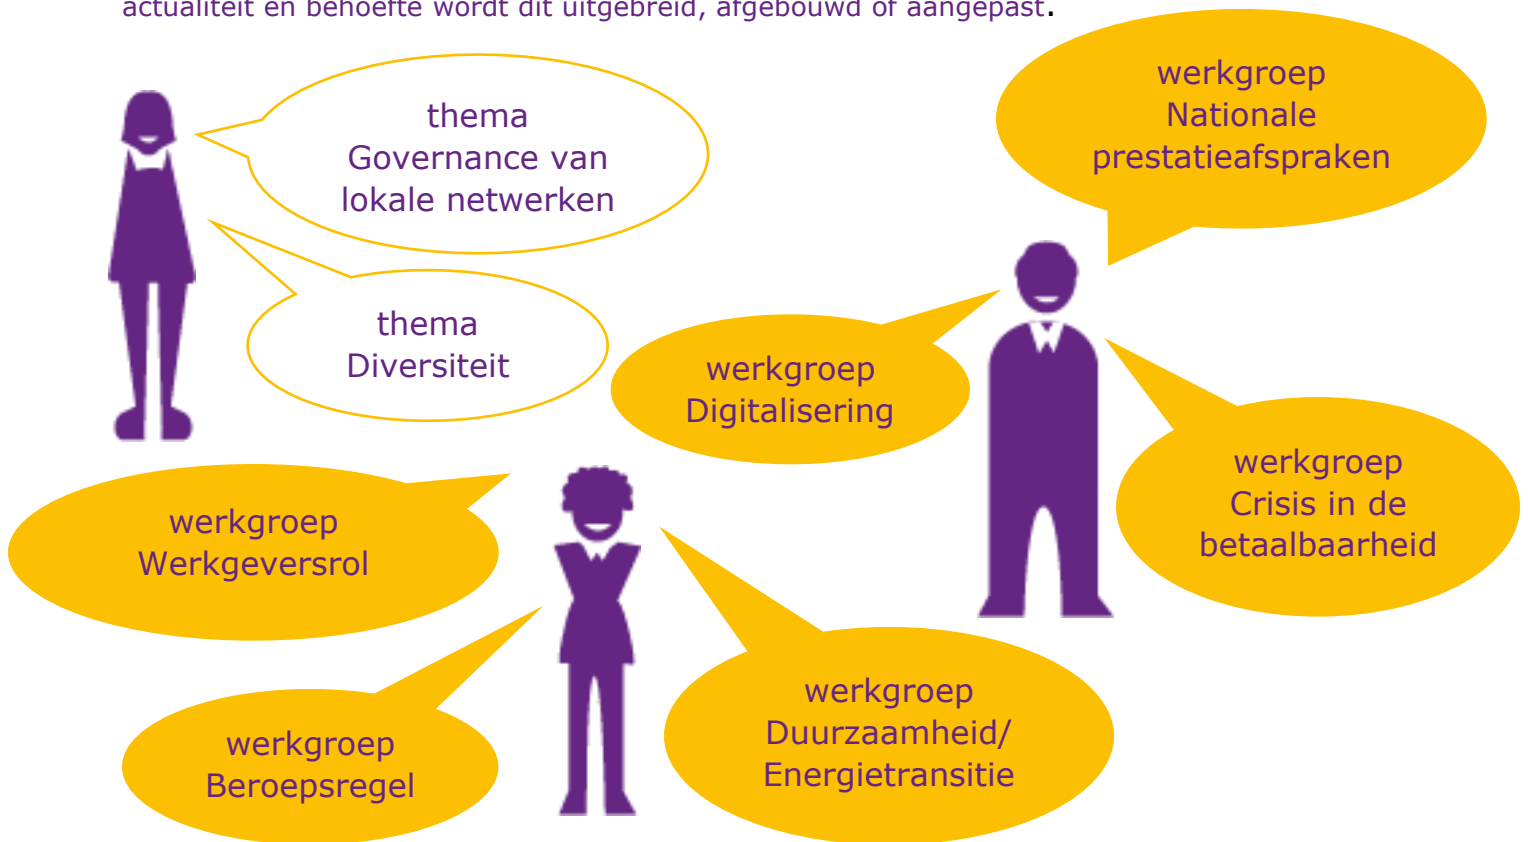 actualiteit en behoefte wordt dit uitgebreid, afgebouwd of aangepast.
thema
Governance van
lokale netwerken
werkgroep
Nationale
prestatieafspraken
thema
Diversiteit
werkgroep
Digitalisering
werkgroep
Crisis in de
betaalbaarheid
werkgroep
Werkgeversrol
werkgroep
Duurzaamheid/
Energietransitie
werkgroep
Beroepsregel